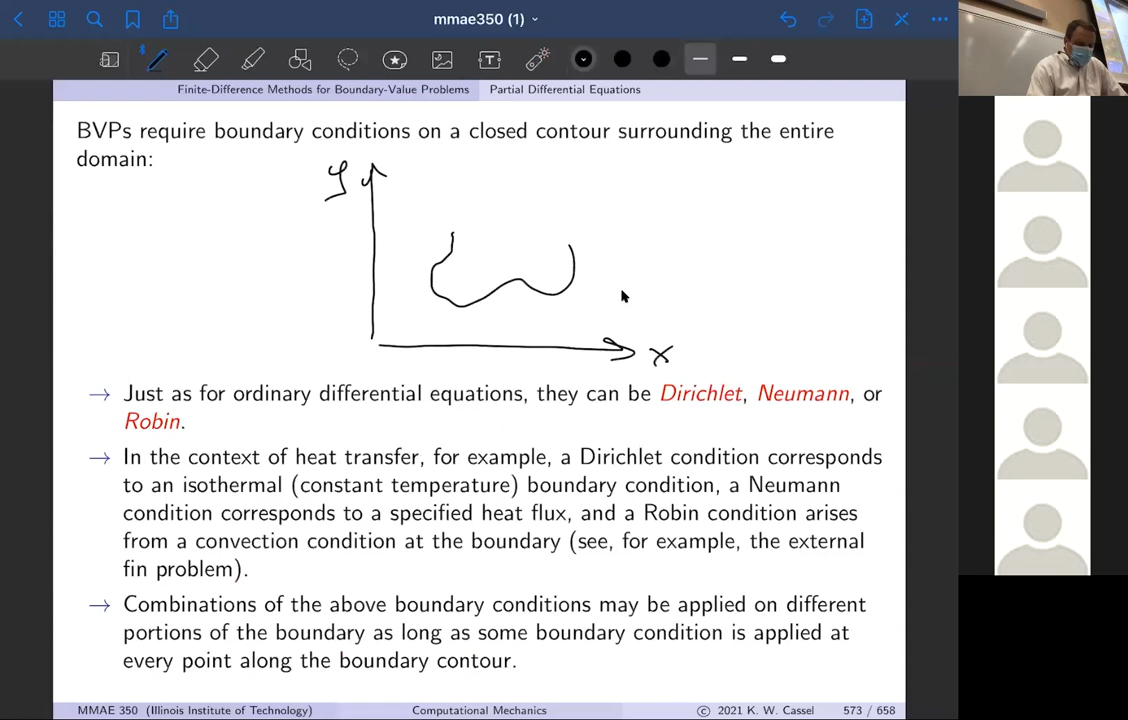 mmae350 (1)
Finite-Difference Methods for Boundary-Value Problems Partial Differential Equations
BVPs require boundary conditions on a closed contour surrounding the entire
domain:
y
x
→ Just as for ordinary differential equations, they can be Dirichlet, Neumann, or
Robin.
→ In the context of heat transfer, for example, a Dirichlet condition corresponds
to an isothermal (constant temperature) boundary condition, a Neumann
condition corresponds to a specified heat flux, and a Robin condition arises
from a convection condition at the boundary (see, for example, the external
fin problem).
→ Combinations of the above boundary conditions may be applied on different
portions of the boundary as long as some boundary condition is applied at
every point along the boundary contour.
MMAE 350 (Illinois Institute of Technology) Computational Mechanics © 2021 K. W. Cassel 573 / 658